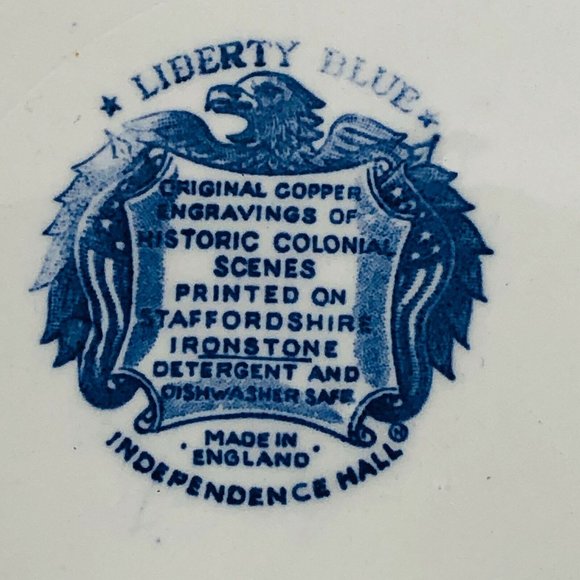 ★ LIBERTY BLUE ★
ORIGINAL COPPER
ENGRAVINGS OF
HISTORIC COLONIAL
SCENES
PRINTED ON
STAFFORDSHIRE
IRONSTONE
DETERGENT AND
DISHWASHER SAFE
· MADE IN
ENGLAND ·
INDEPENDENCE HALL®